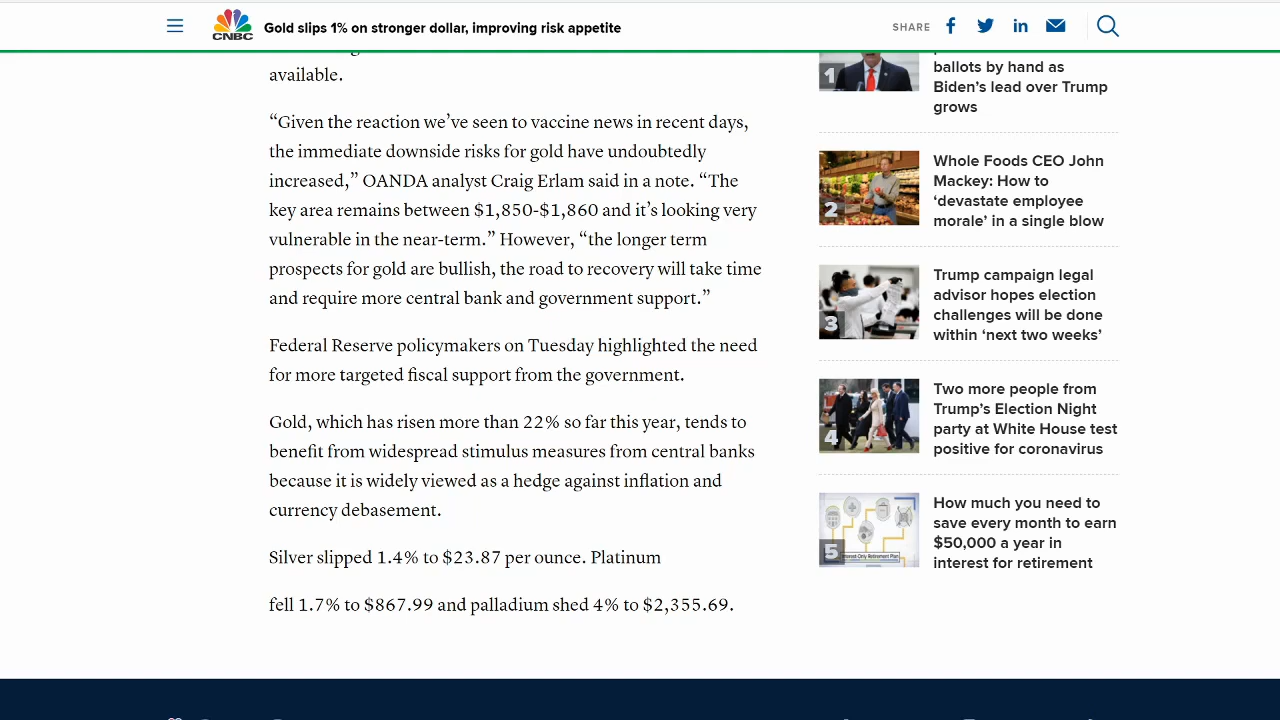 CNBC
Gold slips 1% on stronger dollar, improving risk appetite
SHARE
available.
“Given the reaction we’ve seen to vaccine news in recent days,
the immediate downside risks for gold have undoubtedly
increased,” OANDA analyst Craig Erlam said in a note. “The
key area remains between $1,850-$1,860 and it’s looking very
vulnerable in the near-term.” However, “the longer term
prospects for gold are bullish, the road to recovery will take time
and require more central bank and government support.”
Federal Reserve policymakers on Tuesday highlighted the need
for more targeted fiscal support from the government.
Gold, which has risen more than 22% so far this year, tends to
benefit from widespread stimulus measures from central banks
because it is widely viewed as a hedge against inflation and
currency debasement.
Silver slipped 1.4% to $23.87 per ounce. Platinum
fell 1.7% to $867.99 and palladium shed 4% to $2,355.69.
1
ballots by hand as
Biden’s lead over Trump
grows
2
Whole Foods CEO John
Mackey: How to
‘devastate employee
morale’ in a single blow
3
Trump campaign legal
advisor hopes election
challenges will be done
within ‘next two weeks’
4
Two more people from
Trump’s Election Night
party at White House test
positive for coronavirus
5
Interest-Only Retirement Plan
How much you need to
save every month to earn
$50,000 a year in
interest for retirement